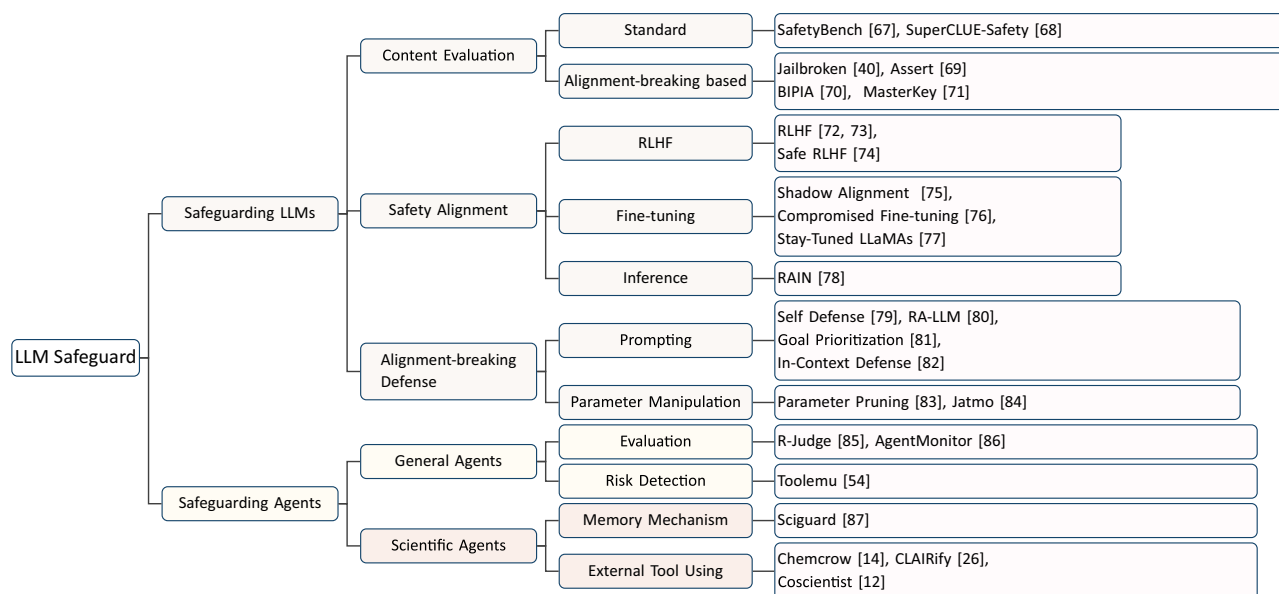 Standard
SafetyBench [67], SuperCLUE-Safety [68]
Content Evaluation
Alignment-breaking based
Jailbroken [40], Assert [69]
BIPIA [70], MasterKey [71]
RLHF
RLHF [72, 73],
Safe RLHF [74]
Safeguarding LLMs
Safety Alignment
Fine-tuning
Shadow Alignment [75],
Compromised Fine-tuning [76],
Stay-Tuned LLaMAs [77]
Inference
RAIN [78]
LLM Safeguard
Alignment-breaking
Defense
Prompting
Self Defense [79], RA-LLM [80],
Goal Prioritization [81],
In-Context Defense [82]
Parameter Manipulation
Parameter Pruning [83], Jatmo [84]
Safeguarding Agents
General Agents
Evaluation
R-Judge [85], AgentMonitor [86]
Risk Detection
Toolemu [54]
Scientific Agents
Memory Mechanism
Sciguard [87]
External Tool Using
Chemcrow [14], CLAIRify [26],
Coscientist [12]